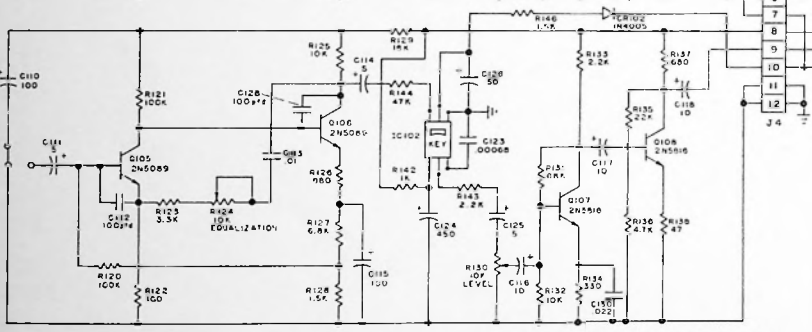 R146
1.5K
CR102
1N4005
7
8
9
10
11
12
J4
C110
100
R121
100K
R125
10K
C114
5
R129
15K
C128
100pfd
R144
47K
C126
50
R133
2.2K
R137
680
R135
22K
C118
10
C111
5
Q105
2N5089
Q106
2N5089
C113
.01
IC102
KEY
C123
.00068
C117
10
Q108
2N5816
C112
100pfd
R123
3.3K
R124
10K
EQUALIZATION
R126
R142
1K
R143
2.2K
R131
Q107
2N5816
R127
6.8K
C124
450
C125
5
R136
4.7K
R138
47
R120
100K
R122
100
R128
1.5K
C115
100
R130
10K
LEVEL
C116
10
R132
10K
R134
330
C130
.022